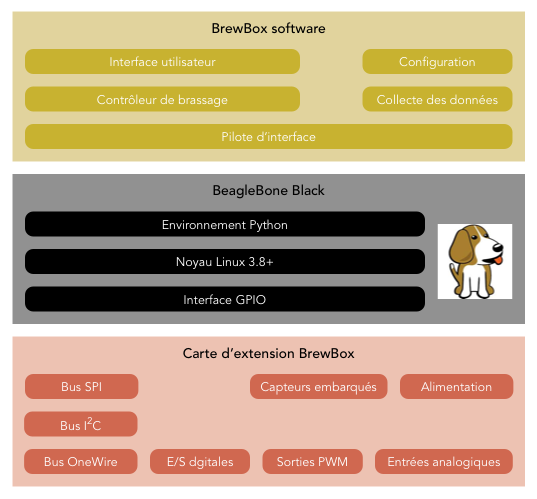 BrewBox software
Interface utilisateur
Configuration
Contrôleur de brassage
Collecte des données
Pilote d’interface
BeagleBone Black
Environnement Python
Noyau Linux 3.8+
Interface GPIO
Carte d’extension BrewBox
Bus SPI
Capteurs embarqués
Alimentation
Bus I²C
Bus OneWire
E/S dgitales
Sorties PWM
Entrées analogiques